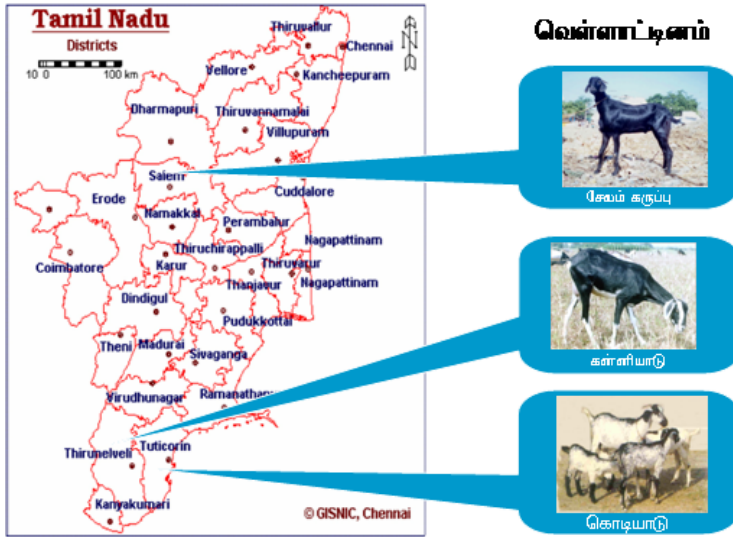 Tamil Nadu
Districts
10 0 100 km
Thiruvallur
Chennai
Vellore
Kancheepuram
Dharmapuri
Thiruvannamalai
Villupuram
Salem
Cuddalore
Erode
Namakkal
Perambalur
Nagapattinam
Thiruchirappalli
Coimbatore
Karur
Thiruvarur
Thanjavur
Nagapattinam
Dindigul
Pudukkottai
Theni
Madurai
Sivaganga
Virudhunagar
Thirunelveli
Tuticorin
Kanyakumari
© GISNIC, Chennai
வெள்ளாட்டினம்
சேலம் கருப்பு
கன்னியாடு
கொடியாடு